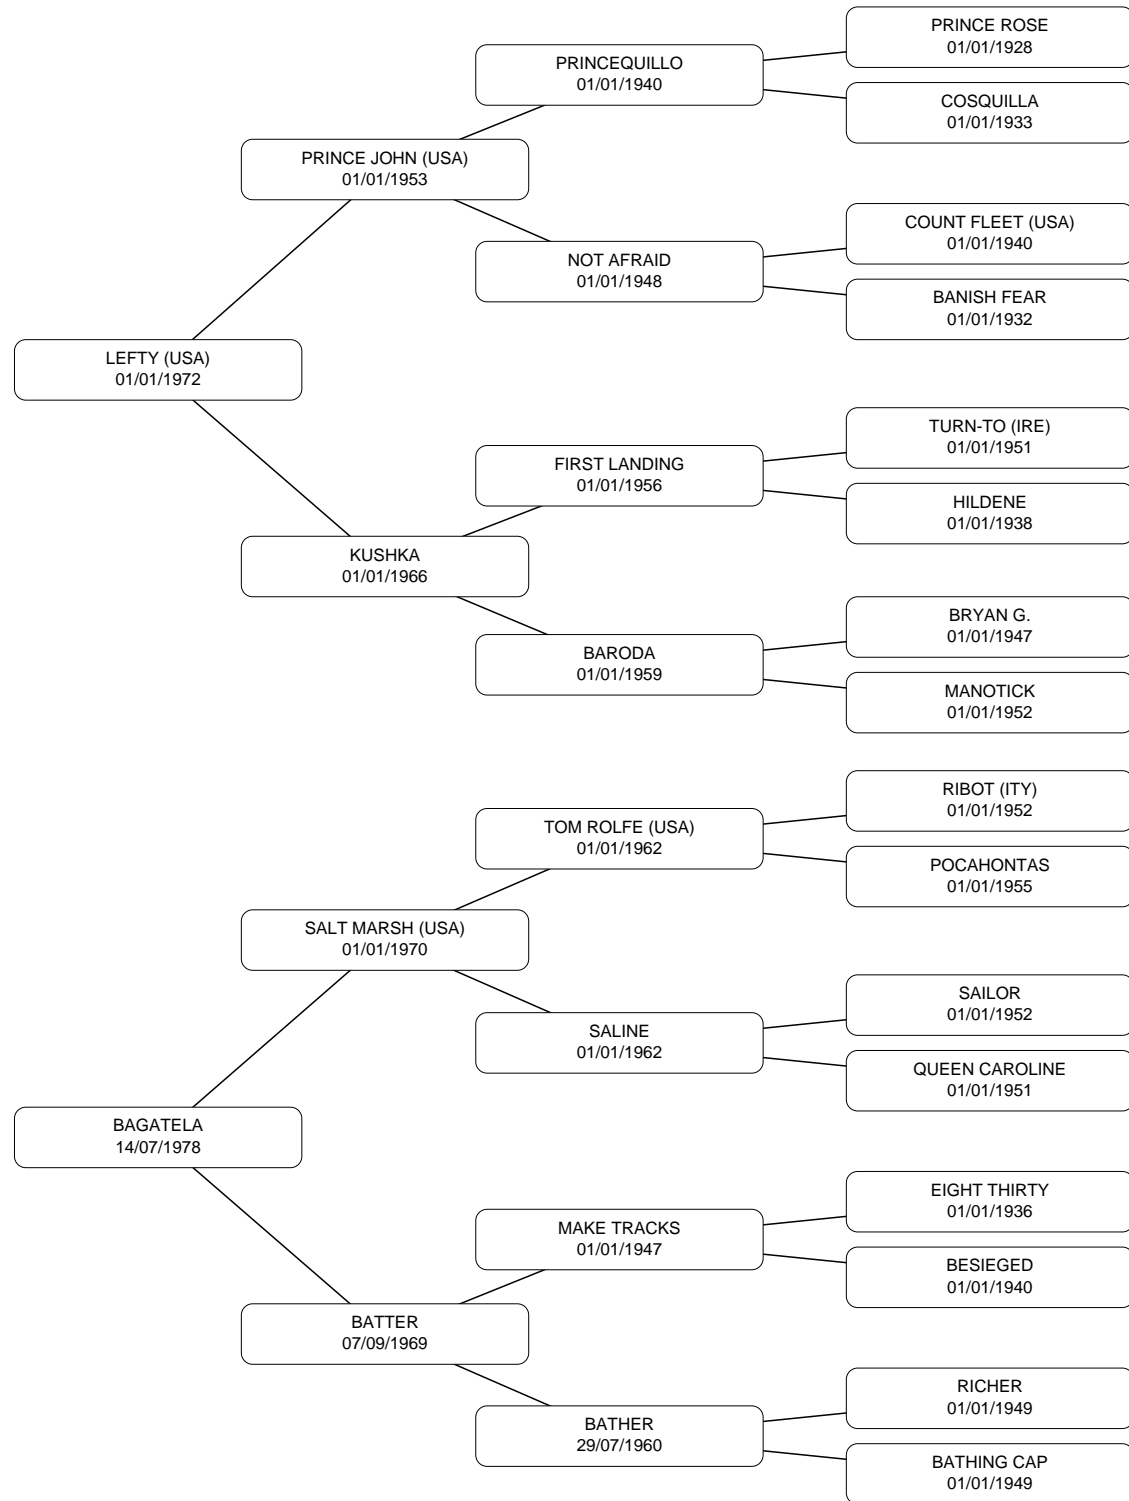 PRINCE ROSE
01/01/1928
PRINCEQUILLO
01/01/1940
COSQUILLA
01/01/1933
PRINCE JOHN (USA)
01/01/1953
COUNT FLEET (USA)
01/01/1940
NOT AFRAID
01/01/1948
BANISH FEAR
01/01/1932
LEFTY (USA)
01/01/1972
TURN-TO (IRE)
01/01/1951
FIRST LANDING
01/01/1956
HILDENE
01/01/1938
KUSHKA
01/01/1966
BRYAN G.
01/01/1947
BARODA
01/01/1959
MANOTICK
01/01/1952
RIBOT (ITY)
01/01/1952
TOM ROLFE (USA)
01/01/1962
POCAHONTAS
01/01/1955
SALT MARSH (USA)
01/01/1970
SAILOR
01/01/1952
SALINE
01/01/1962
QUEEN CAROLINE
01/01/1951
BAGATELA
14/07/1978
EIGHT THIRTY
01/01/1936
MAKE TRACKS
01/01/1947
BESIEGED
01/01/1940
BATTER
07/09/1969
RICHER
01/01/1949
BATHER
29/07/1960
BATHING CAP
01/01/1949